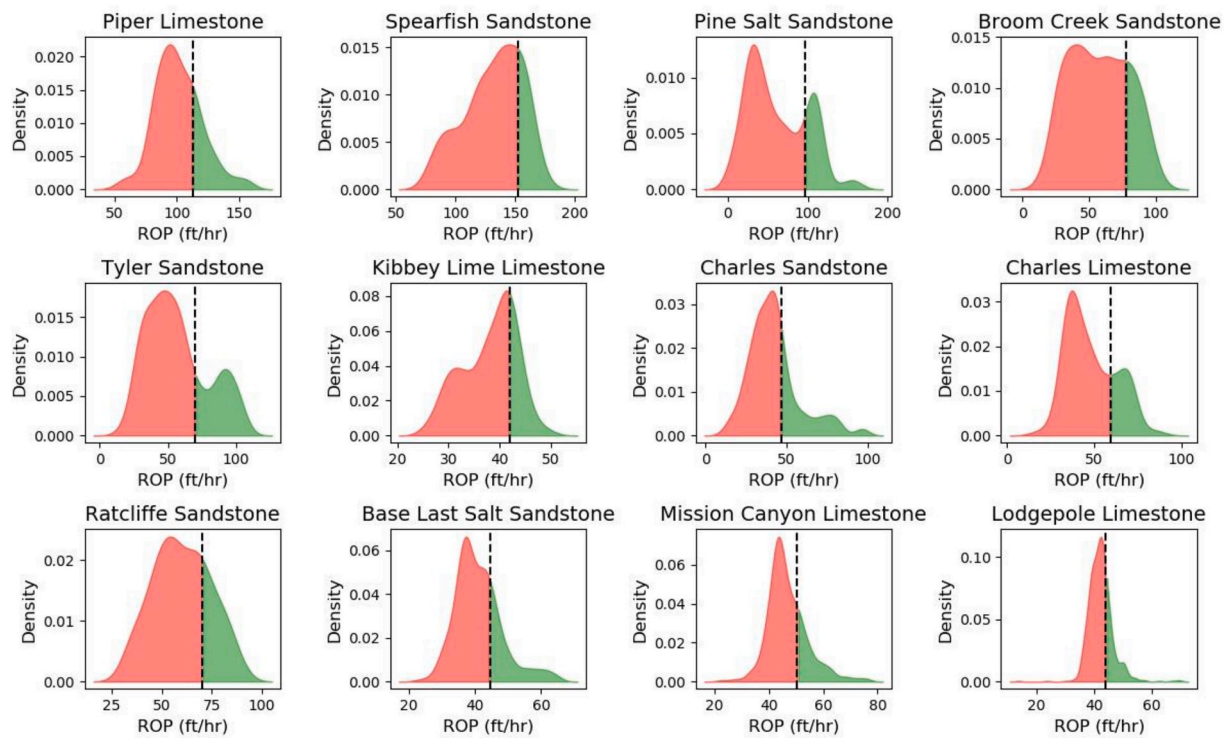 Piper Limestone
0.020
0.015
0.010
0.005
0.000
Density
50 100 150
ROP (ft/hr)
Spearfish Sandstone
0.015
0.010
0.005
0.000
Density
50 100 150 200
ROP (ft/hr)
Pine Salt Sandstone
0.010
0.005
0.000
Density
0 100 200
ROP (ft/hr)
Broom Creek Sandstone
0.015
0.010
0.005
0.000
Density
0 50 100
ROP (ft/hr)
Tyler Sandstone
0.015
0.010
0.005
0.000
Density
0 50 100
ROP (ft/hr)
Kibbey Lime Limestone
0.08
0.06
0.04
0.02
0.00
Density
20 30 40 50
ROP (ft/hr)
Charles Sandstone
0.03
0.02
0.01
0.00
Density
0 50 100
ROP (ft/hr)
Charles Limestone
0.03
0.02
0.01
0.00
Density
0 50 100
ROP (ft/hr)
Ratcliffe Sandstone
0.02
0.01
0.00
Density
25 50 75 100
ROP (ft/hr)
Base Last Salt Sandstone
0.06
0.04
0.02
0.00
Density
20 40 60
ROP (ft/hr)
Mission Canyon Limestone
0.06
0.04
0.02
0.00
Density
20 40 60 80
ROP (ft/hr)
Lodgepole Limestone
0.10
0.05
0.00
Density
20 40 60
ROP (ft/hr)